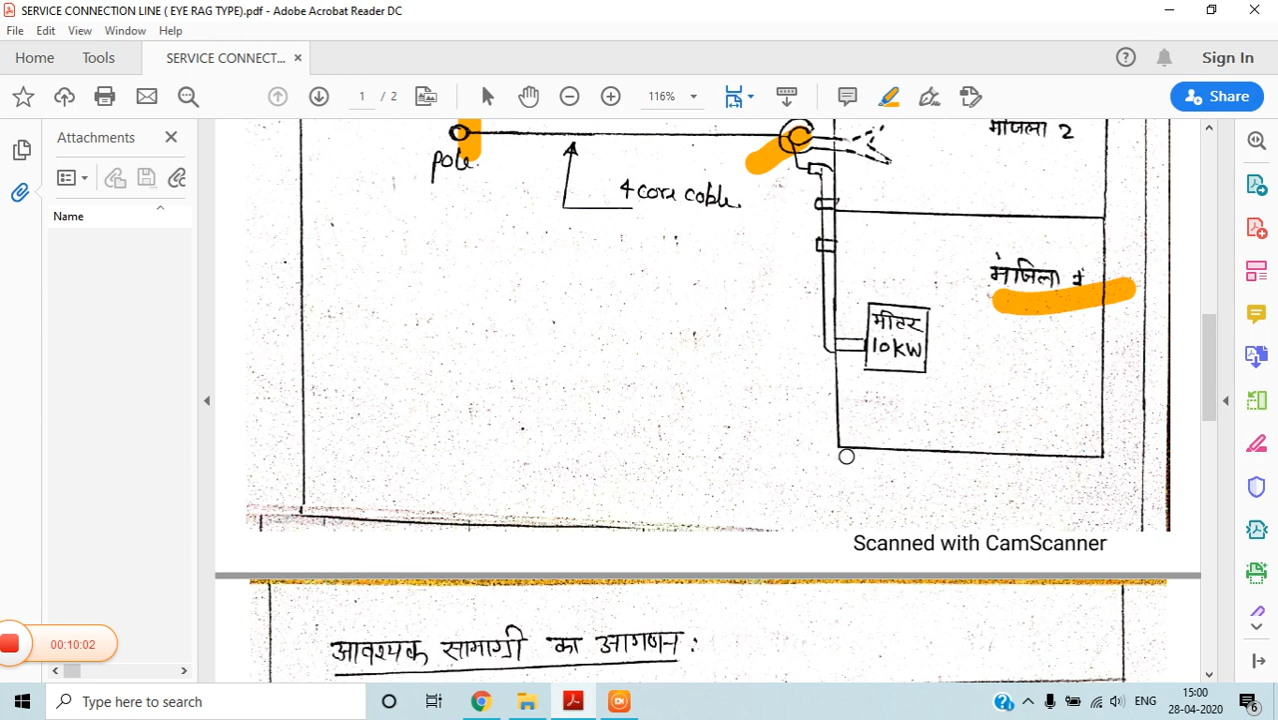 SERVICE CONNECTION LINE ( EYE RAG TYPE).pdf - Adobe Acrobat Reader DC
File Edit View Window Help
Home Tools SERVICE CONNECT... Sign In
1 / 2 116% Share
Attachments
Name
pole
4 core cable.
मंजिला 2
मंजिला 1
मीटर
10KW
Scanned with CamScanner
आवश्यक सामाग्री का आगणन :
00:10:02
Type here to search
ENG
15:00
28-04-2020
6